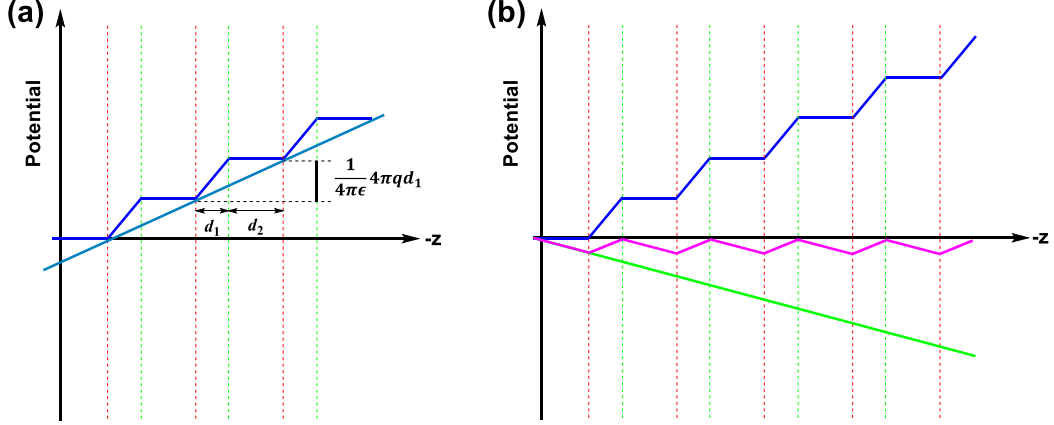 (a)
Potential
1
4πϵ
4πqd₁
d₁
d₂
-z
(b)
Potential
-z